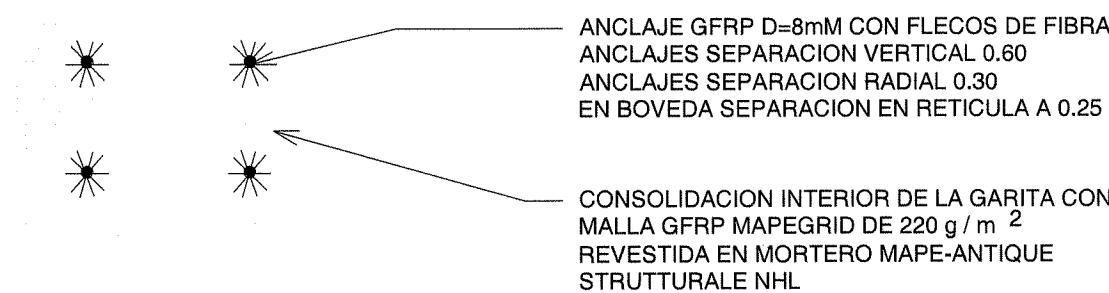 ANCLAJE GFRP D=8mM CON FLECOS DE FIBRA
ANCLAJES SEPARACION VERTICAL 0.60
ANCLAJES SEPARACION RADIAL 0.30
EN BOVEDA SEPARACION EN RETICULA A 0.25
CONSOLIDACION INTERIOR DE LA GARITA CON
MALLA GFRP MAPEGRID DE 220 g / m 2
REVESTIDA EN MORTERO MAPE-ANTIQUE
STRUTTURALE NHL